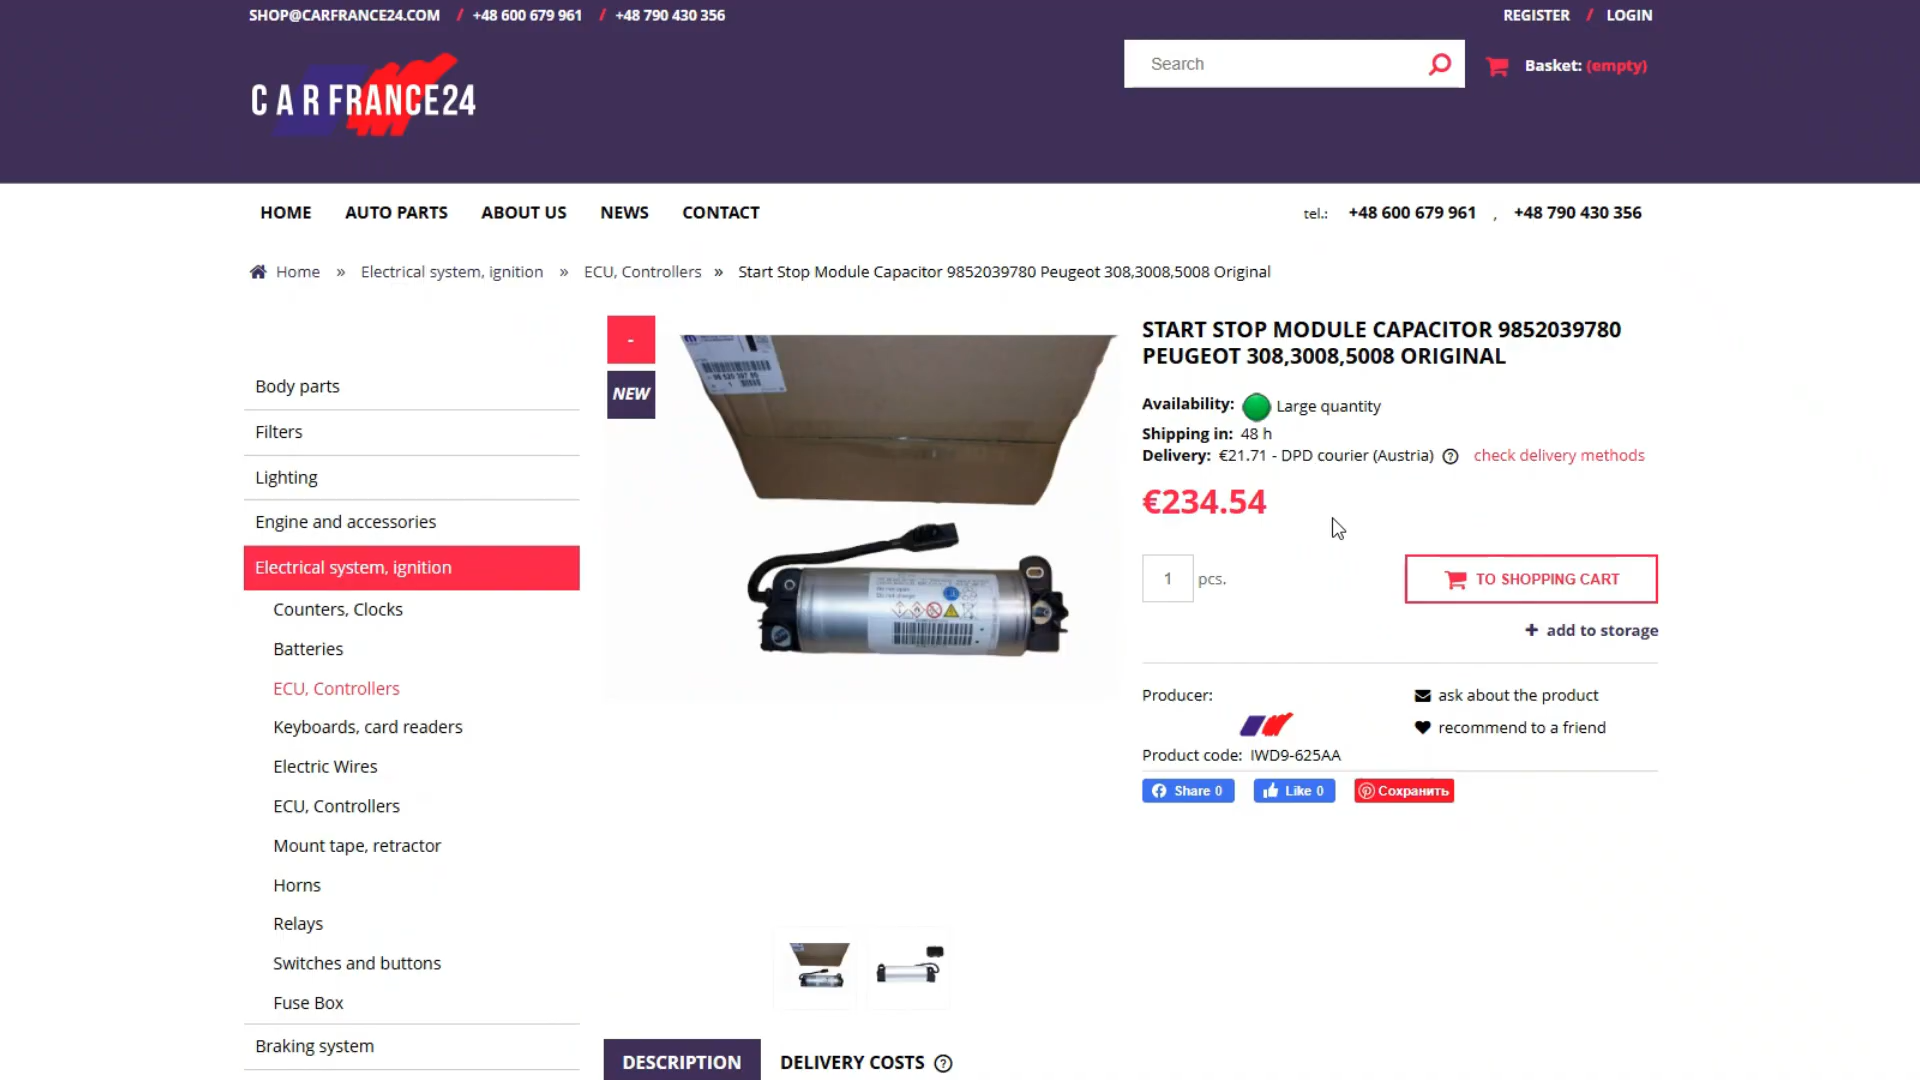 SHOP@CARFRANCE24.COM / +48 600 679 961 / +48 790 430 356
REGISTER / LOGIN
CARFRANCE24
Search
Basket: (empty)
HOME AUTO PARTS ABOUT US NEWS CONTACT
tel.: +48 600 679 961 , +48 790 430 356
Home » Electrical system, ignition » ECU, Controllers » Start Stop Module Capacitor 9852039780 Peugeot 308,3008,5008 Original
Body parts
Filters
Lighting
Engine and accessories
Electrical system, ignition
Counters, Clocks
Batteries
ECU, Controllers
Keyboards, card readers
Electric Wires
ECU, Controllers
Mount tape, retractor
Horns
Relays
Switches and buttons
Fuse Box
Braking system
-
NEW
START STOP MODULE CAPACITOR 9852039780
PEUGEOT 308,3008,5008 ORIGINAL
Availability: Large quantity
Shipping in: 48 h
Delivery: €21.71 - DPD courier (Austria) ? check delivery methods
€234.54
1 pcs.
TO SHOPPING CART
+ add to storage
Producer:
ask about the product
recommend to a friend
Product code: IWD9-625AA
Share 0
Like 0
Сохранить
DESCRIPTION
DELIVERY COSTS ?